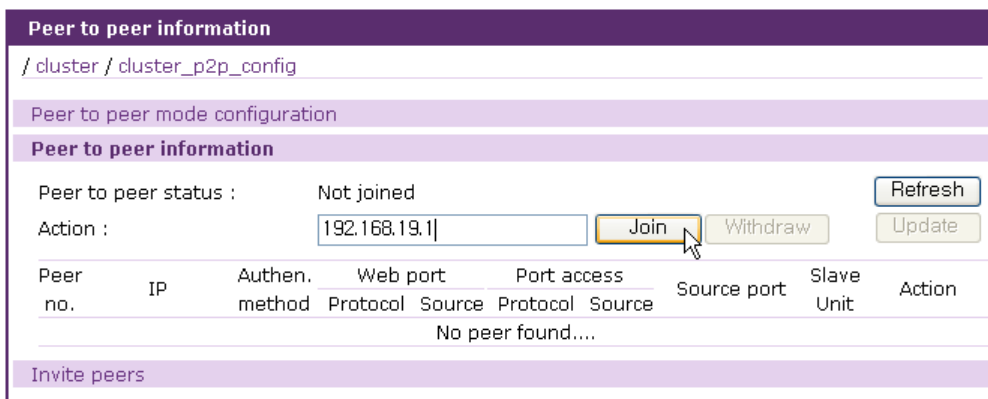 Peer to peer information
/ cluster / cluster_p2p_config
Peer to peer mode configuration
Peer to peer information
Peer to peer status : Not joined Refresh
Action : 192.168.19.1 Join Withdraw Update
Peer no. IP Authen. method Web port Port access Source port Slave Unit Action
Protocol Source Protocol Source
No peer found....
Invite peers